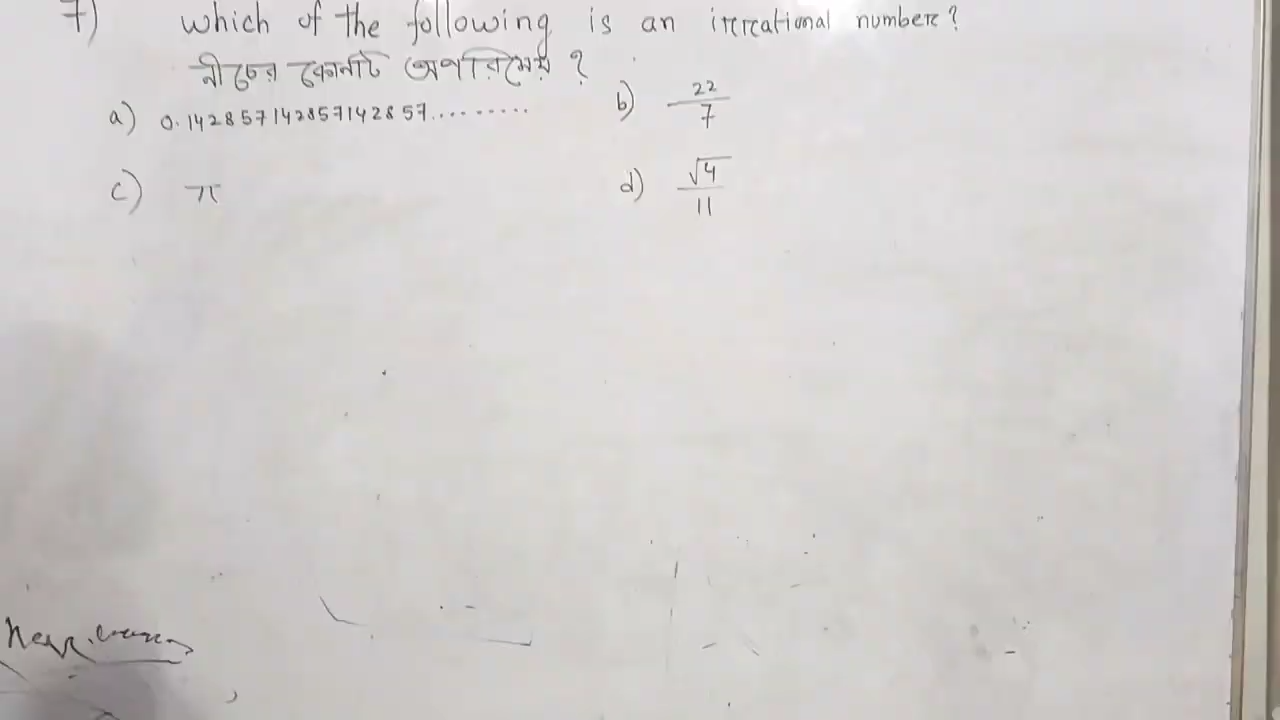 7) Which of the following is an irrational number?
নীচের কোনটি অপরিমেয় ?
a) 0.142857142857142857......... b) 22/7
c) π d) √4/11